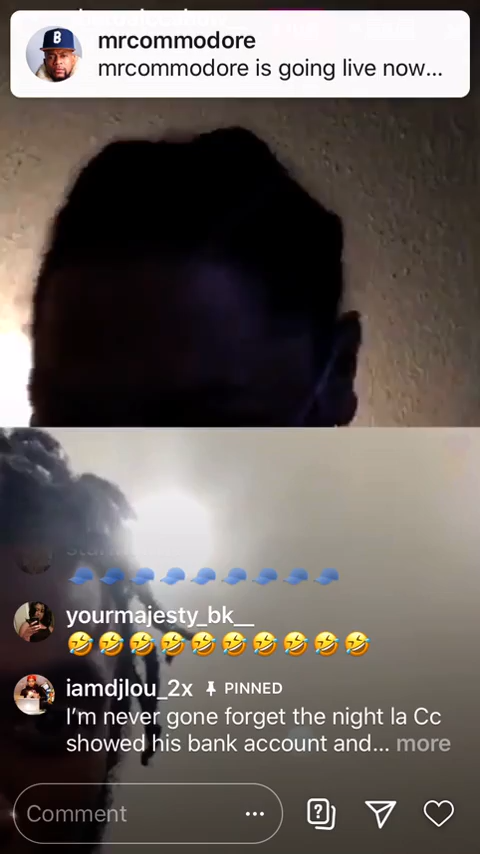 mrcommodore
mrcommodore is going live now...
yourmajesty_bk__
iamdjlou_2x PINNED
I'm never gone forget the night la Cc
showed his bank account and... more
Comment